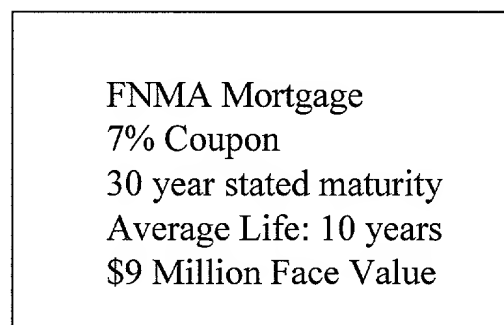 FNMA Mortgage
7% Coupon
30 year stated maturity
Average Life: 10 years
$9 Million Face Value